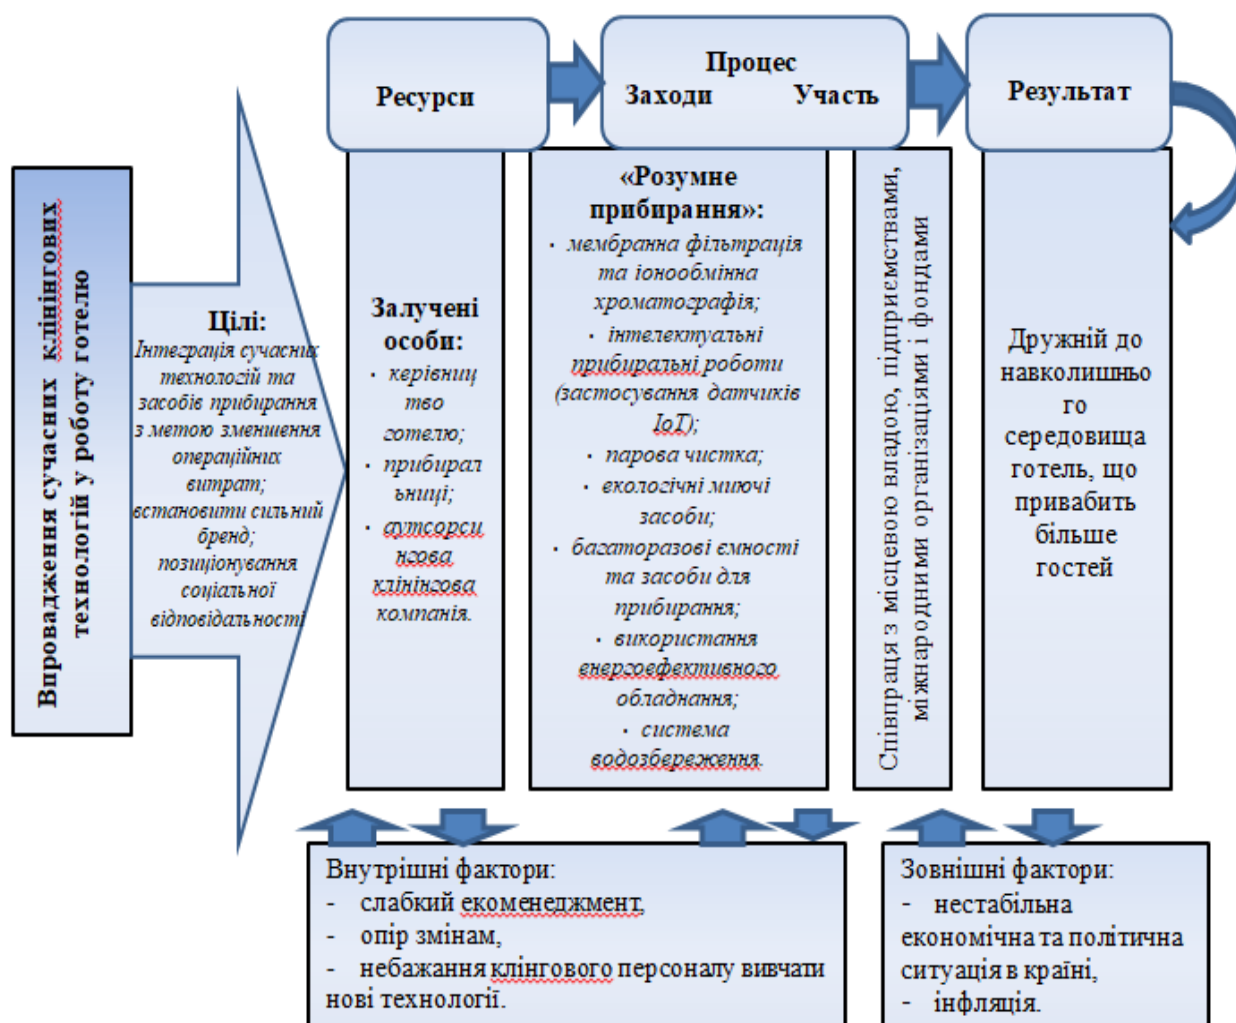 Впровадження сучасних клінінгових
технологій у роботу готелю
Цілі:
Інтеграція сучасних
технологій та
засобів прибирання
з метою зменшення
операційних
витрат;
встановити сильний
бренд;
позиціонування
соціальної
відповідальності
Ресурси
Залучені
особи:
• керівниц
тво
готелю;
• прибирал
ьниці;
• аутсорси
нгова
клінінгова
компанія.
Процес
Заходи Участь
«Розумне
прибирання»:
· мембранна фільтрація
та іонообмінна
хроматографія;
· інтелектуальні
прибиральні роботи
(застосування датчиків
ІоТ);
· парова чистка;
· екологічні миючі
засоби;
· багаторазові ємності
та засоби для
прибирання;
· використання
енергоефективного
обладнання;
· система
водозбереження.
Співпраця з місцевою владою, підприємствами,
міжнародними організаціями і фондами
Результат
Дружній до
навколишньо
го
середовища
готель, що
привабить
більше
гостей
Внутрішні фактори:
- слабкий екоменеджмент,
- опір змінам,
- небажання клінгового персоналу вивчати
нові технології.
Зовнішні фактори:
- нестабільна
економічна та політична
ситуація в країні,
- інфляція.